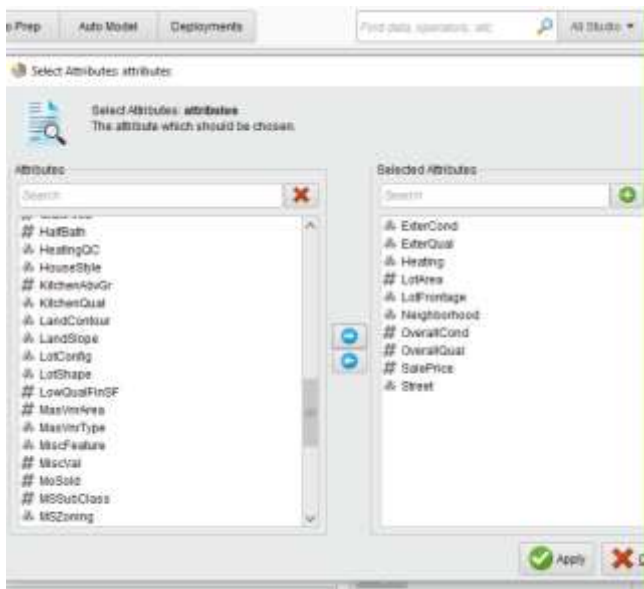 Prep
Auto Model
Deployments
Find data, operators, etc
All Studio
Select Attributes: attributes
Select Attributes: attributes
The attribute which should be chosen.
Attributes
Search
HalfBath
HeatingQC
HouseStyle
KitchenAbvGr
KitchenQual
LandContour
LandSlope
LotConfig
LotShape
LowQualFinSF
MasVnrArea
MasVnrType
MiscFeature
MiscVal
MoSold
MSSubClass
MSZoning
Selected Attributes
Search
ExterCond
ExterQual
Heating
LotArea
LotFrontage
Neighborhood
OverallCond
OverallQual
SalePrice
Street
Apply